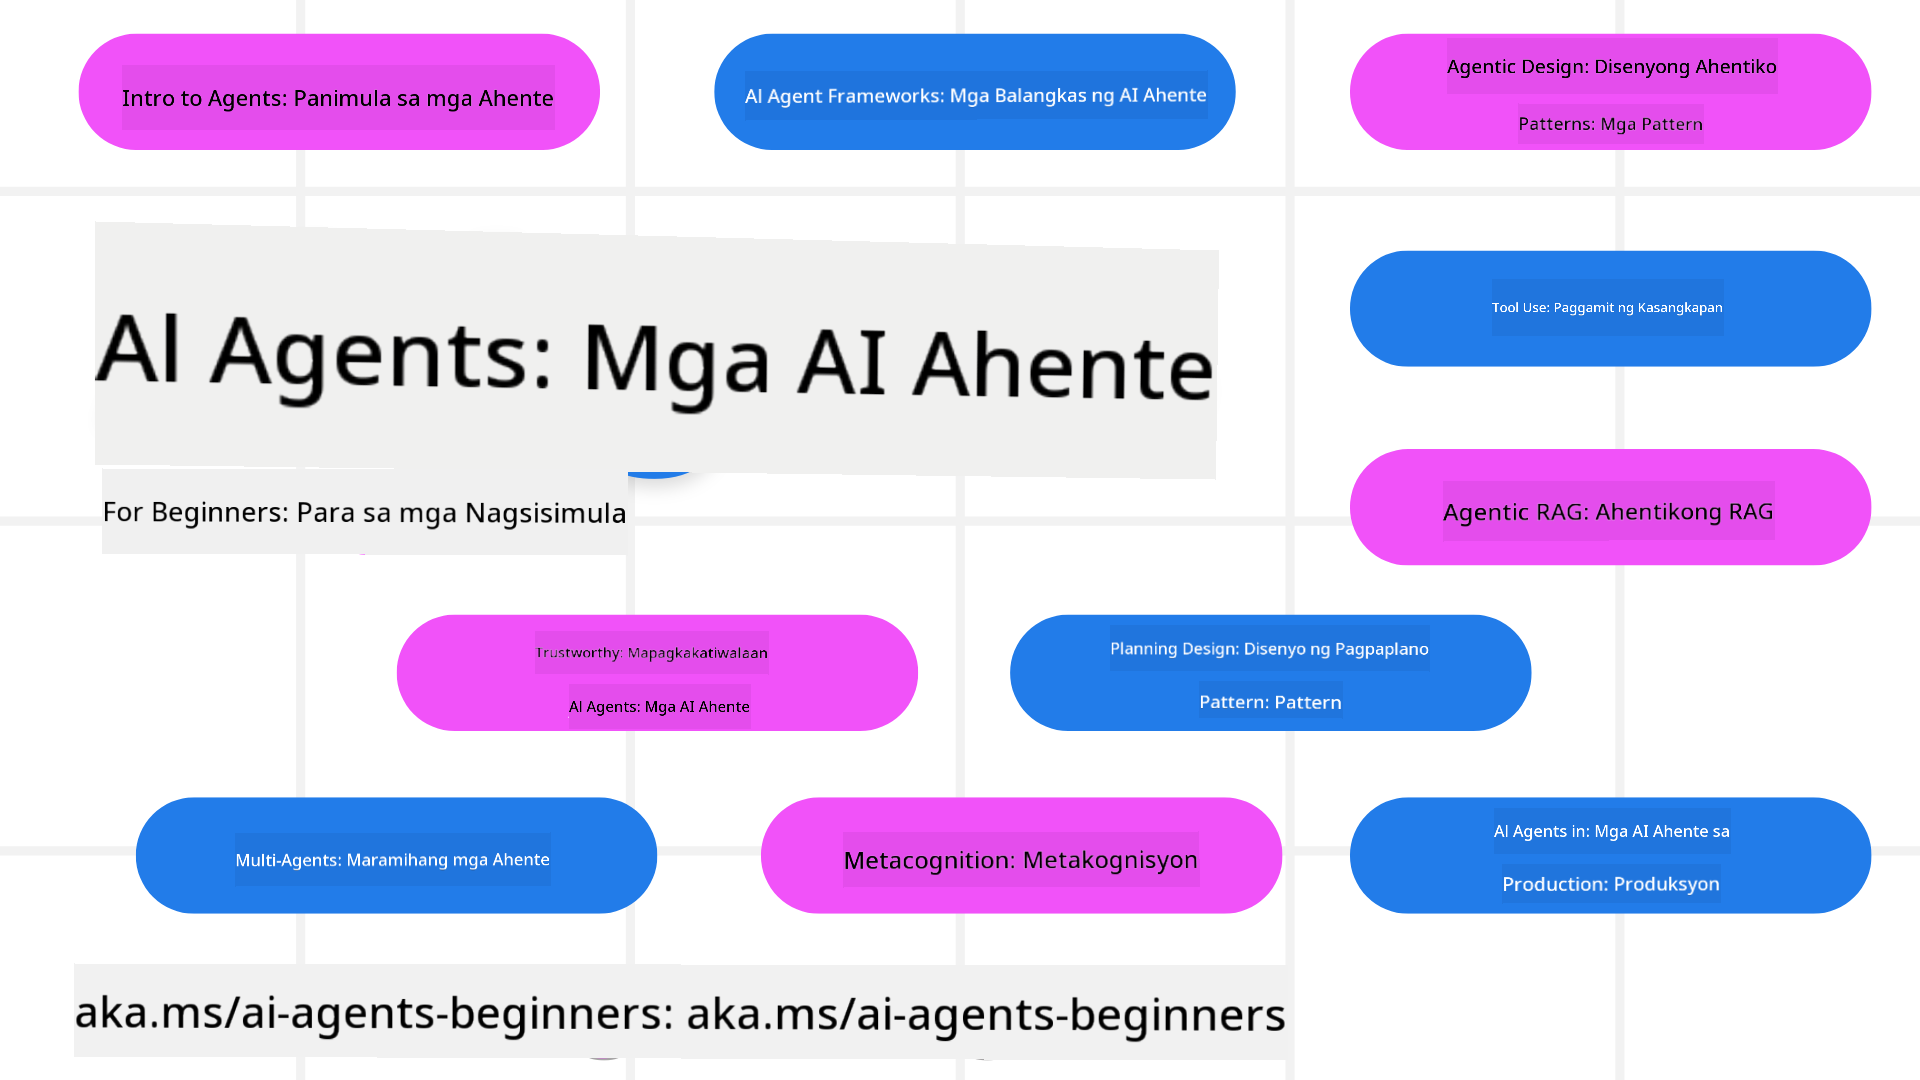 Intro to Agents: Panimula sa mga Ahente
Al Agent Frameworks: Mga Balangkas ng AI Ahente
Agentic Design: Disenyong Ahentiko
Patterns: Mga Pattern
Al Agents: Mga AI Ahente
Tool Use: Paggamit ng Kasangkapan
For Beginners: Para sa mga Nagsisimula
Agentic RAG: Ahentikong RAG
Trustworthy: Mapagkakatiwalaan
Al Agents: Mga AI Ahente
Planning Design: Disenyo ng Pagpaplano
Pattern: Pattern
Multi-Agents: Maramihang mga Ahente
Metacognition: Metakognisyon
Al Agents in: Mga AI Ahente sa
Production: Produksyon
aka.ms/ai-agents-beginners: aka.ms/ai-agents-beginners